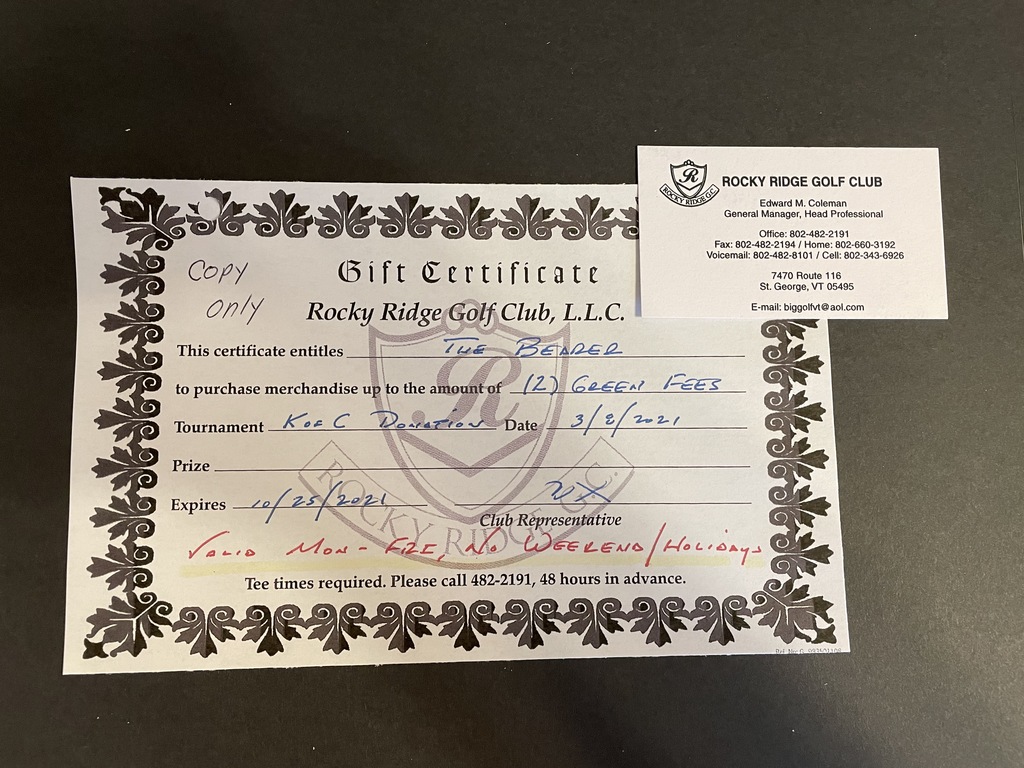 COPY
only
Gift Certificate
Rocky Ridge Golf Club, L.L.C.
This certificate entitles THE BEARER
to purchase merchandise up to the amount of (2) GREEN FEES
Tournament K OF C DONATION Date 3/8/2021
Prize
Expires 10/25/2021
Club Representative
VALID MON - FRI, NO WEEKEND/HOLIDAYS
Tee times required. Please call 482-2191, 48 hours in advance.
R
ROCKY RIDGE G.C.
R
ROCKY RIDGE G.C.
ROCKY RIDGE GOLF CLUB
Edward M. Coleman
General Manager, Head Professional
Office: 802-482-2191
Fax: 802-482-2194 / Home: 802-660-3192
Voicemail: 802-482-8101 / Cell: 802-343-6926
7470 Route 116
St. George, VT 05495
E-mail: biggolfvt@aol.com